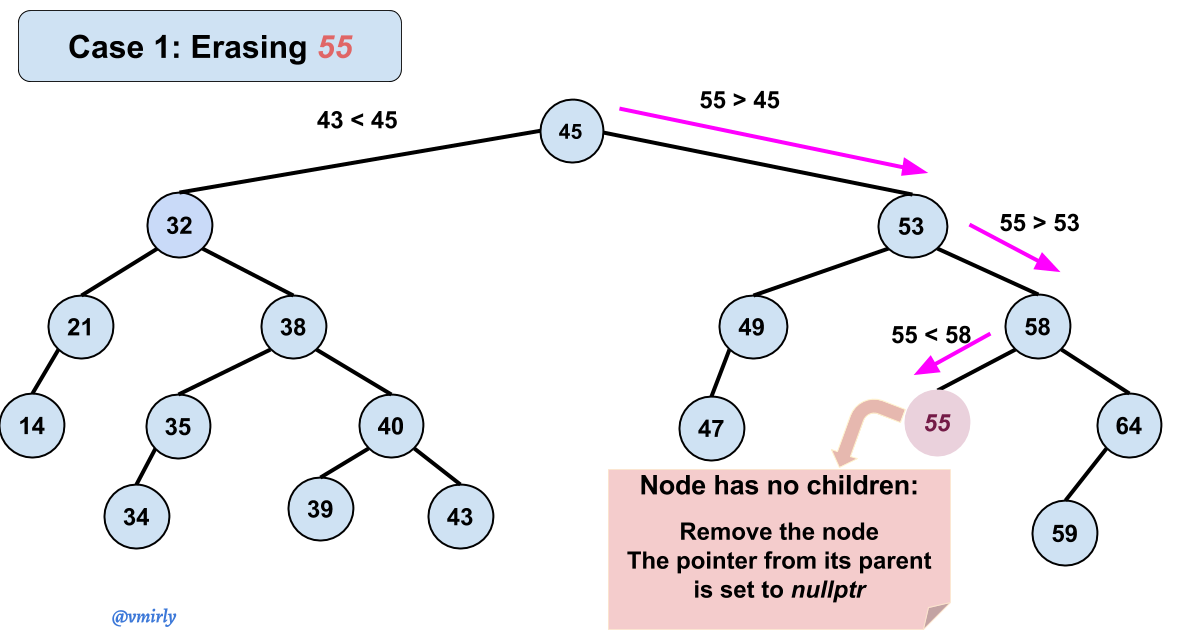 Case 1: Erasing 55
43 < 45
55 > 45
45
32
53
55 > 53
21
38
49
58
55 < 58
14
35
40
47
55
64
34
39
43
59
Node has no children:
Remove the node
The pointer from its parent
is set to nullptr
@vmirly